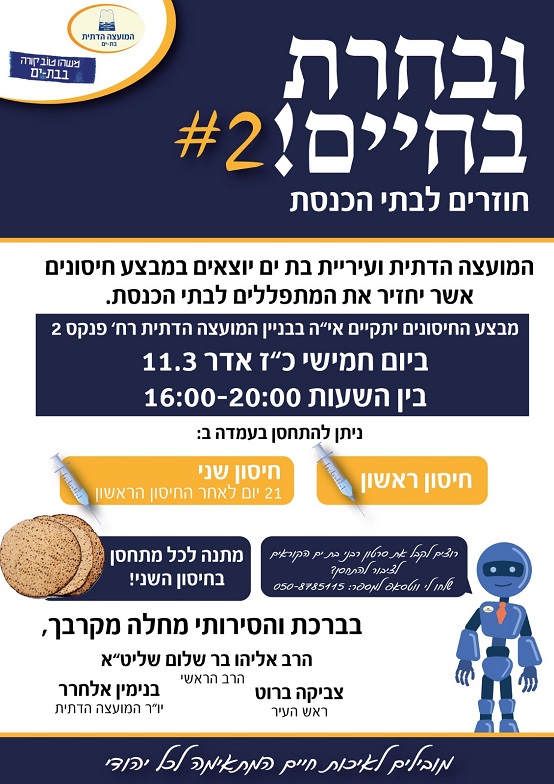 המועצה הדתית
בת-ים
משהו טוב קורה
בבת-ים
ובחרת
בחיים! #2
חוזרים לבתי הכנסת
המועצה הדתית ועיריית בת ים יוצאים במבצע חיסונים
אשר יחזיר את המתפללים לבתי הכנסת.
מבצע החיסונים יתקיים אי״ה בבניין המועצה הדתית רח׳ פנקס 2
ביום חמישי כ״ז אדר 11.3
בין השעות 16:00-20:00
ניתן להתחסן בעמדה ב:
חיסון ראשון
חיסון שני
21 יום לאחר החיסון הראשון
רוצים לקבל את סרטון רבני בת ים הקוראים
לציבור להתחסן?
שלחו לי ווטסאפ למספר: 050-8785115
מתנה לכל מתחסן
בחיסון השני!
בברכת והסירותי מחלה מקרבך,
הרב אליהו בר שלום שליט״א
הרב הראשי
צביקה ברוט
ראש העיר
בנימין אלחרר
יו״ר המועצה הדתית
מובילים לאיכות חיים המתאימה לכל יהודי